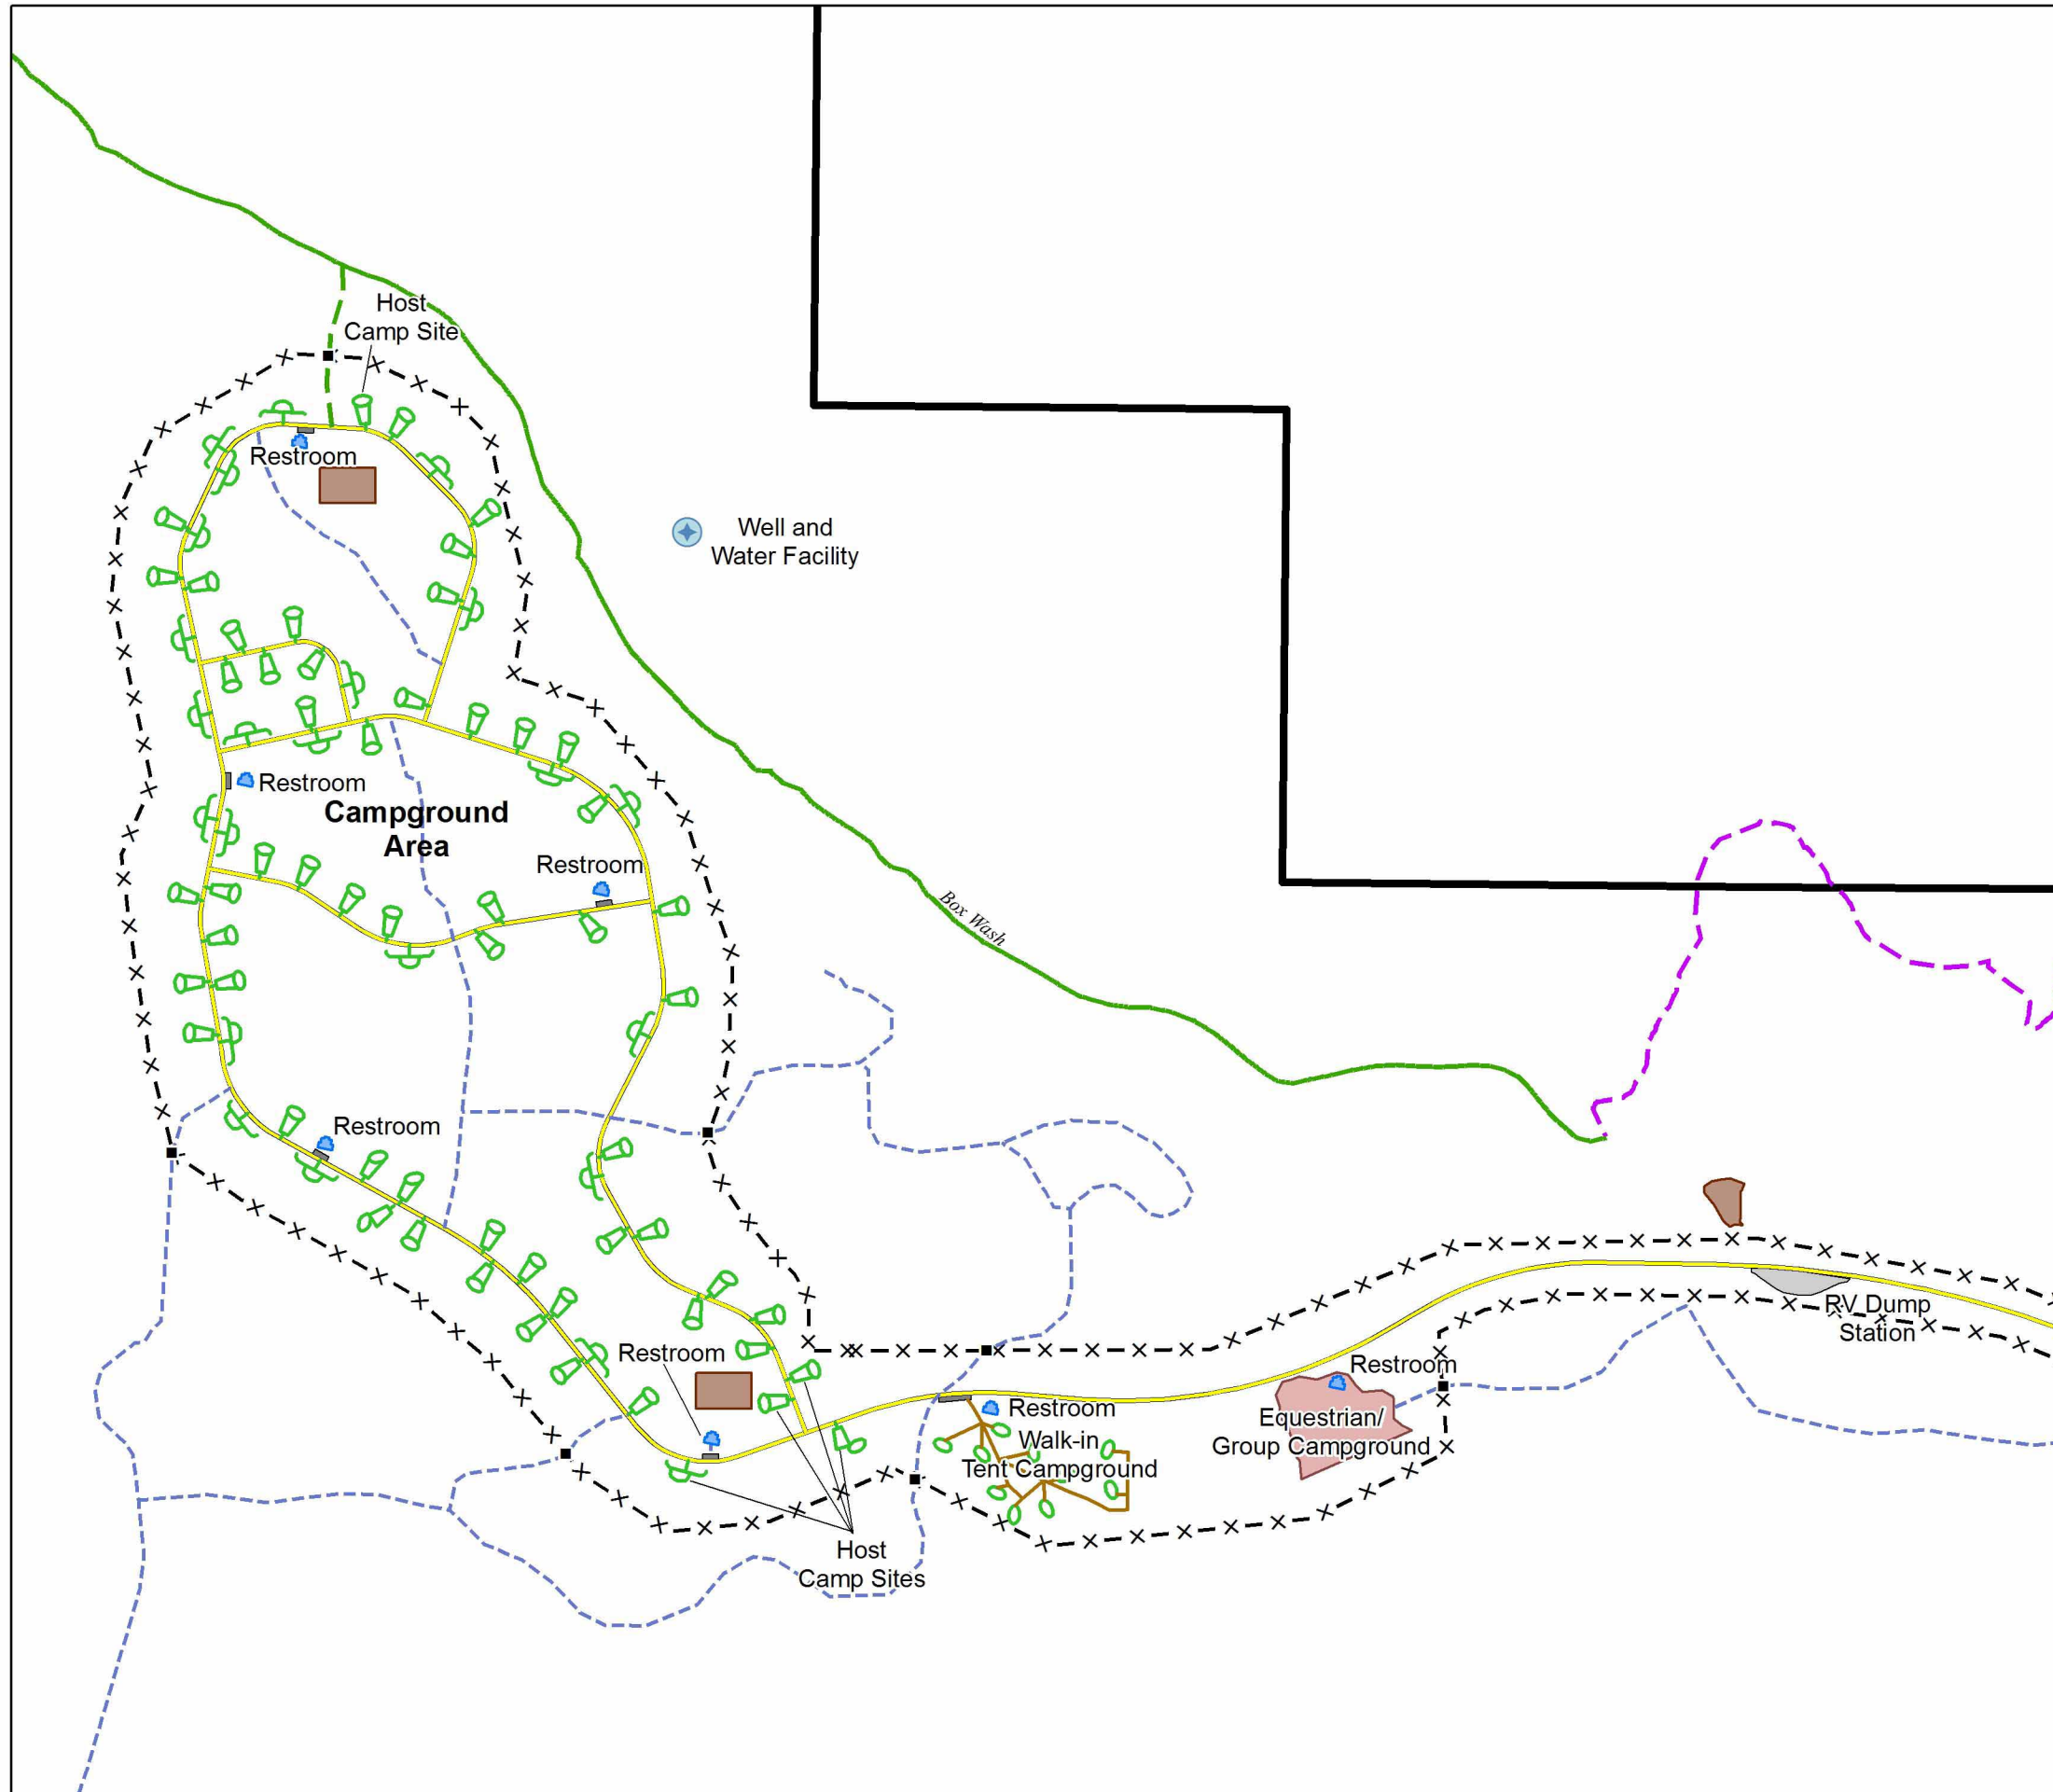 Host
Camp Site
Restroom
Well and
Water Facility
Restroom
Campground
Area
Restroom
Box Wash
Restroom
RV Dump
Station
Restroom
Restroom
Restroom
Equestrian/
Group Campground
Walk-in
Tent Campground
Host
Camp Sites